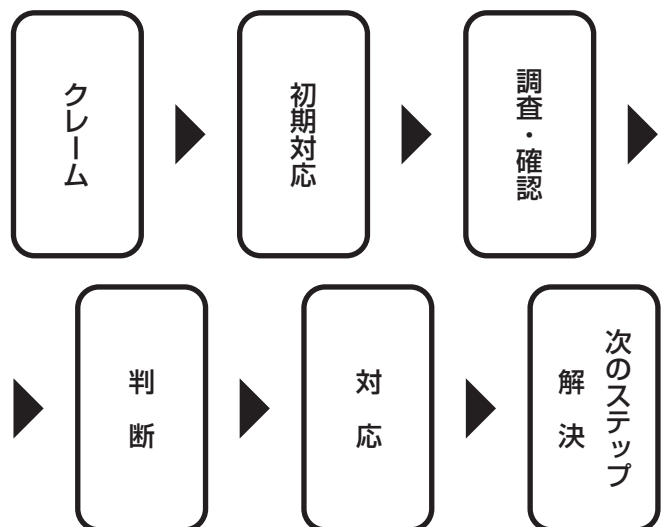 クレーム
初期対応
調査・確認
判断
対応
次のステップ
解決